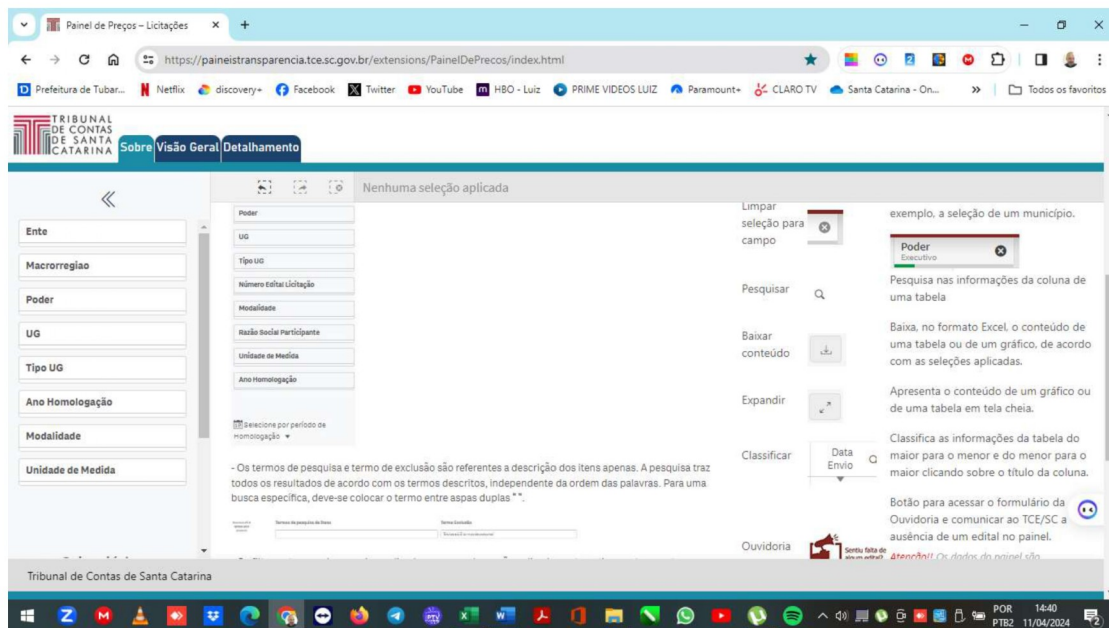 Painel de Preços – Licitações
https://paineistransparencia.tce.sc.gov.br/extensions/PainelDePrecos/index.html
Prefeitura de Tubar...
Netflix
discovery+
Facebook
Twitter
YouTube
HBO - Luiz
PRIME VIDEOS LUIZ
Paramount+
CLARO TV
Santa Catarina - On...
Todos os favoritos
TRIBUNAL
DE CONTAS
DE SANTA
CATARINA
Sobre
Visão Geral
Detalhamento
Nenhuma seleção aplicada
Ente
Macrorregiao
Poder
UG
Tipo UG
Ano Homologação
Modalidade
Unidade de Medida
Poder
UG
Tipo UG
Número Edital Licitação
Modalidade
Razão Social Participante
Unidade de Medida
Ano Homologação
Selecione por período de
Homologação
- Os termos de pesquisa e termo de exclusão são referentes a descrição dos itens apenas. A pesquisa traz
todos os resultados de acordo com os termos descritos, independente da ordem das palavras. Para uma
busca específica, deve-se colocar o termo entre aspas duplas " ".
Termos de pesquisa de Itens:
Termo Exclusão:
Limpar
seleção para
campo
exemplo, a seleção de um município.
Poder
Executivo
Pesquisar
Pesquisa nas informações da coluna de
uma tabela
Baixar
conteúdo
Baixa, no formato Excel, o conteúdo de
uma tabela ou de um gráfico, de acordo
com as seleções aplicadas.
Expandir
Apresenta o conteúdo de um gráfico ou
de uma tabela em tela cheia.
Classificar
Data
Envio
Classifica as informações da tabela do
maior para o menor e do menor para o
maior clicando sobre o título da coluna.
Ouvidoria
Sentiu falta de
algum edital?
Botão para acessar o formulário da
Ouvidoria e comunicar ao TCE/SC a
ausência de um edital no painel.
Atenção!! Os dados do painel são
Tribunal de Contas de Santa Catarina
POR
PTB2
14:40
11/04/2024